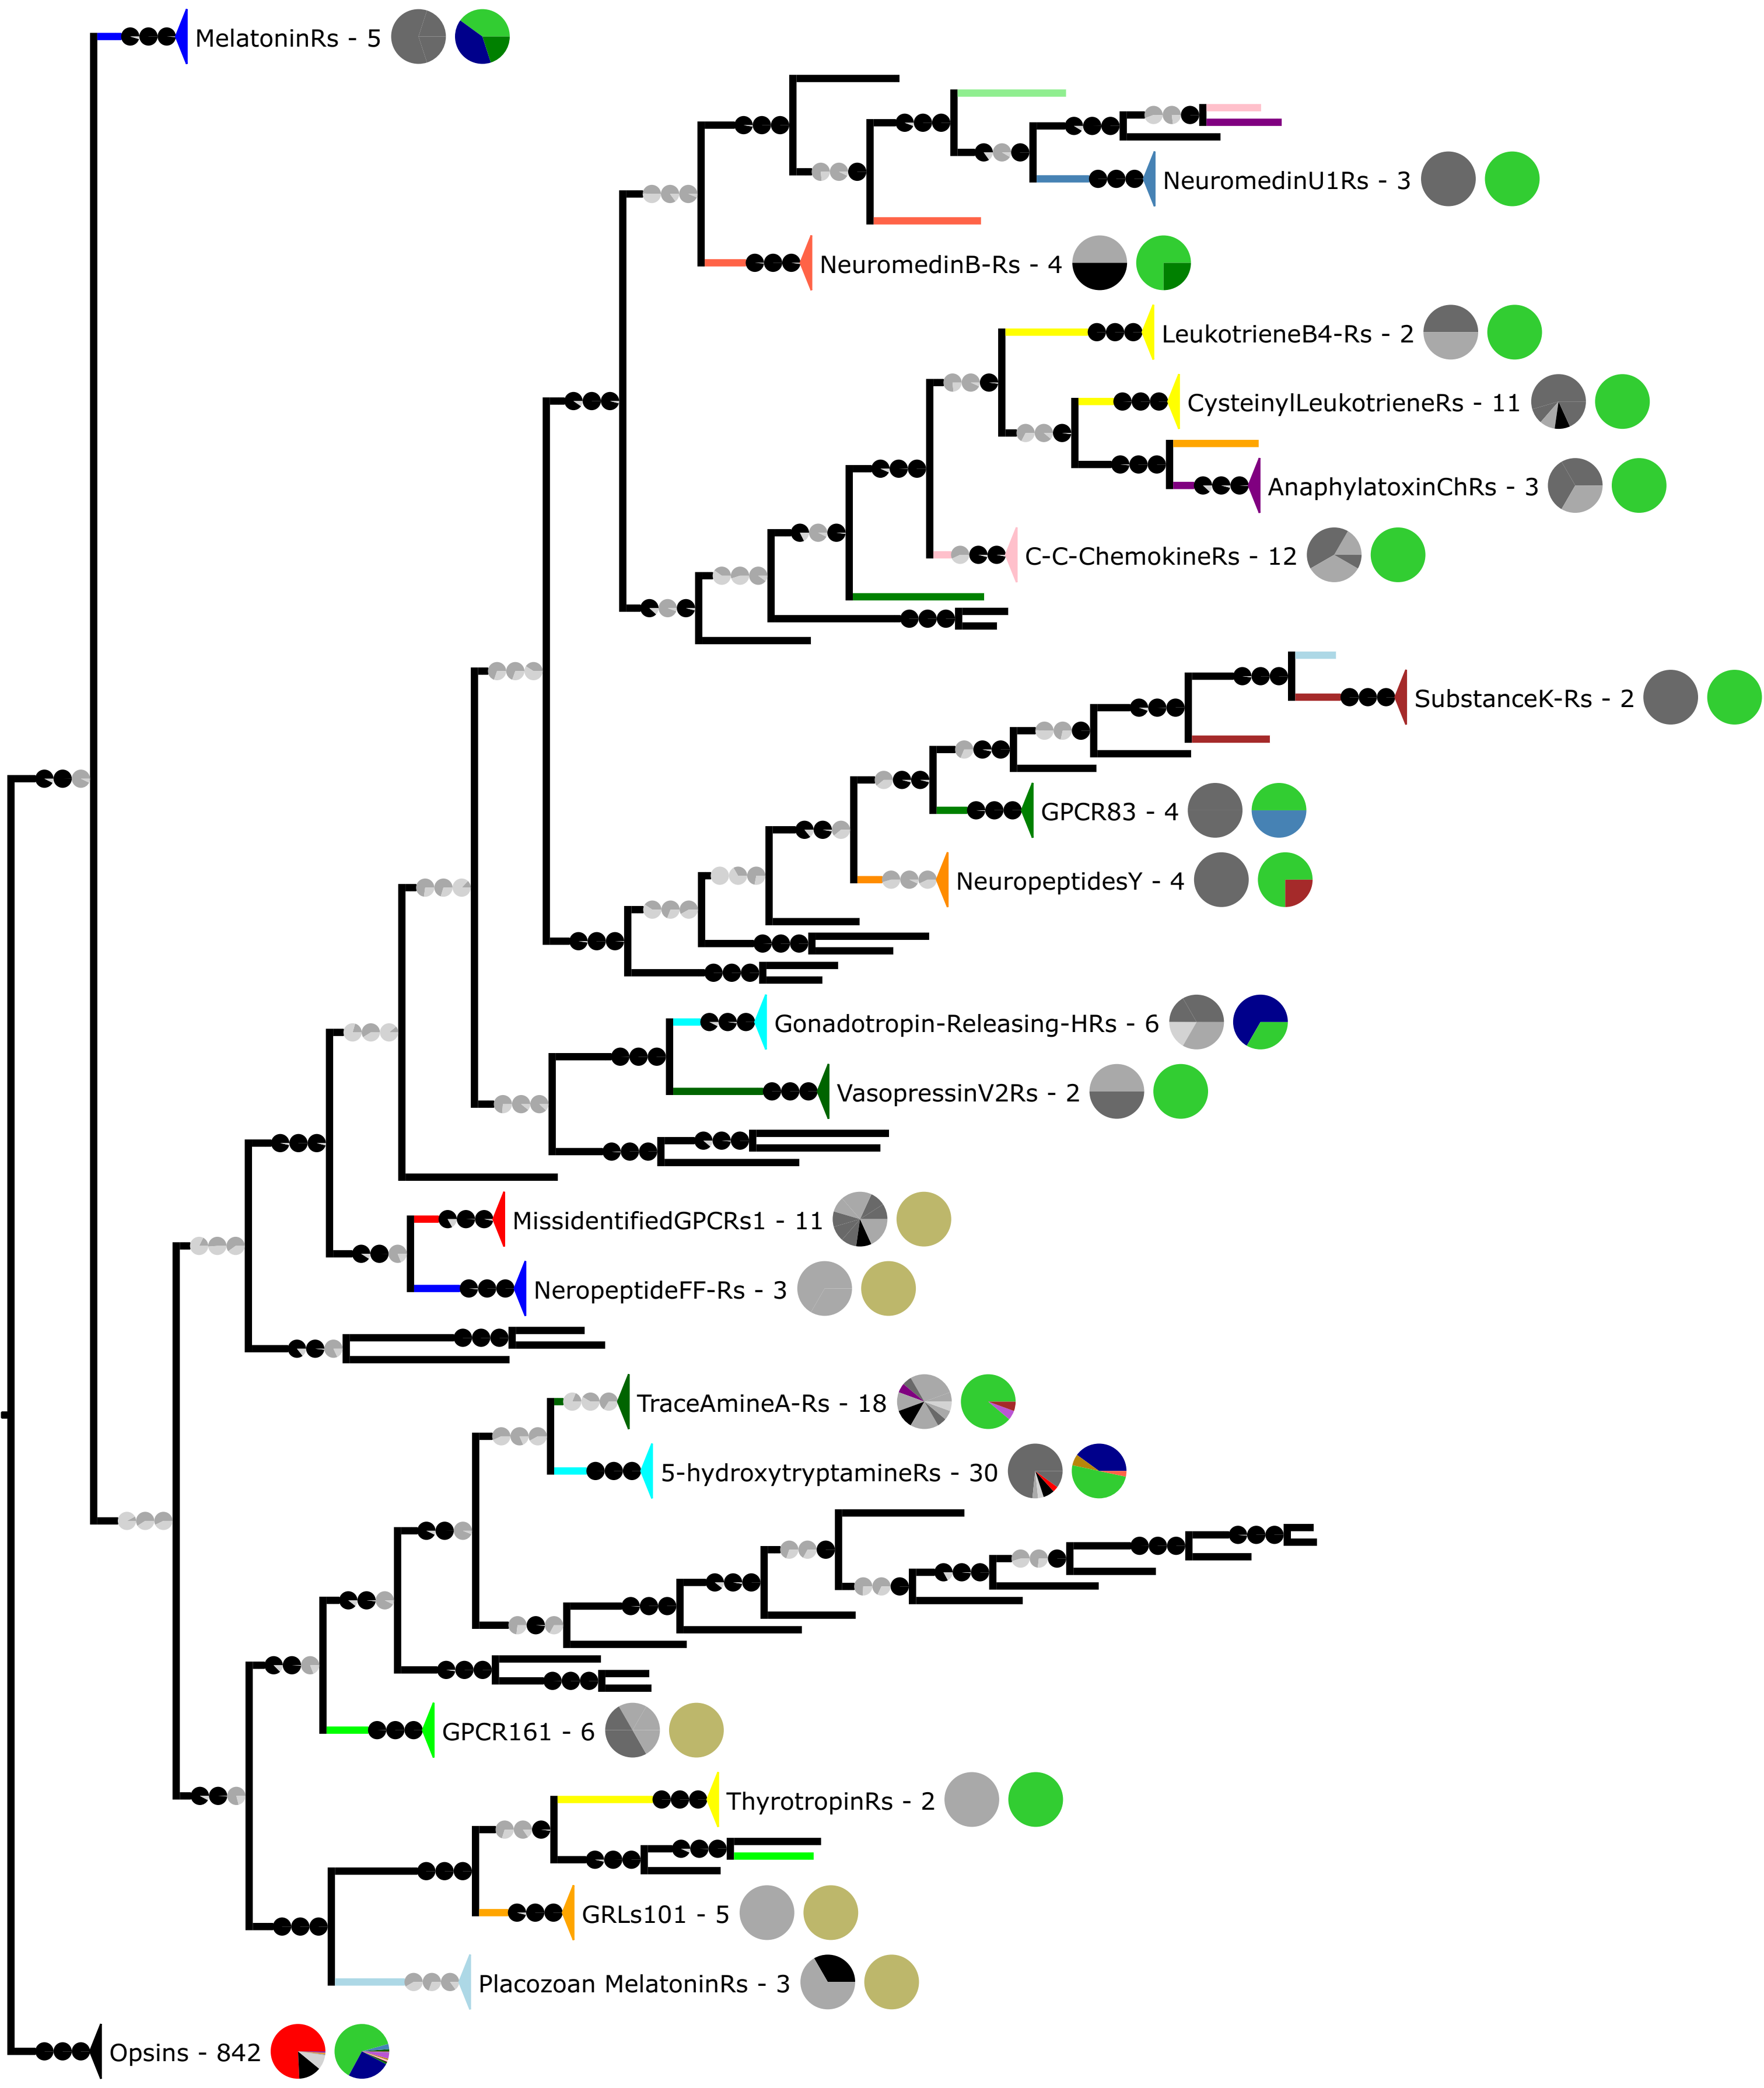 MelatoninRs - 5
NeuromedinU1Rs - 3
NeuromedinB-Rs - 4
LeukotrieneB4-Rs - 2
CysteinylLeukotrieneRs - 11
AnaphylatoxinChRs - 3
C-C-ChemokineRs - 12
SubstanceK-Rs - 2
GPCR83 - 4
NeuropeptidesY - 4
Gonadotropin-Releasing-HRs - 6
VasopressinV2Rs - 2
MissidentifiedGPCRs1 - 11
NeropeptideFF-Rs - 3
TraceAmineA-Rs - 18
5-hydroxytryptamineRs - 30
GPCR161 - 6
ThyrotropinRs - 2
GRLs101 - 5
Placozoan MelatoninRs - 3
Opsins - 842